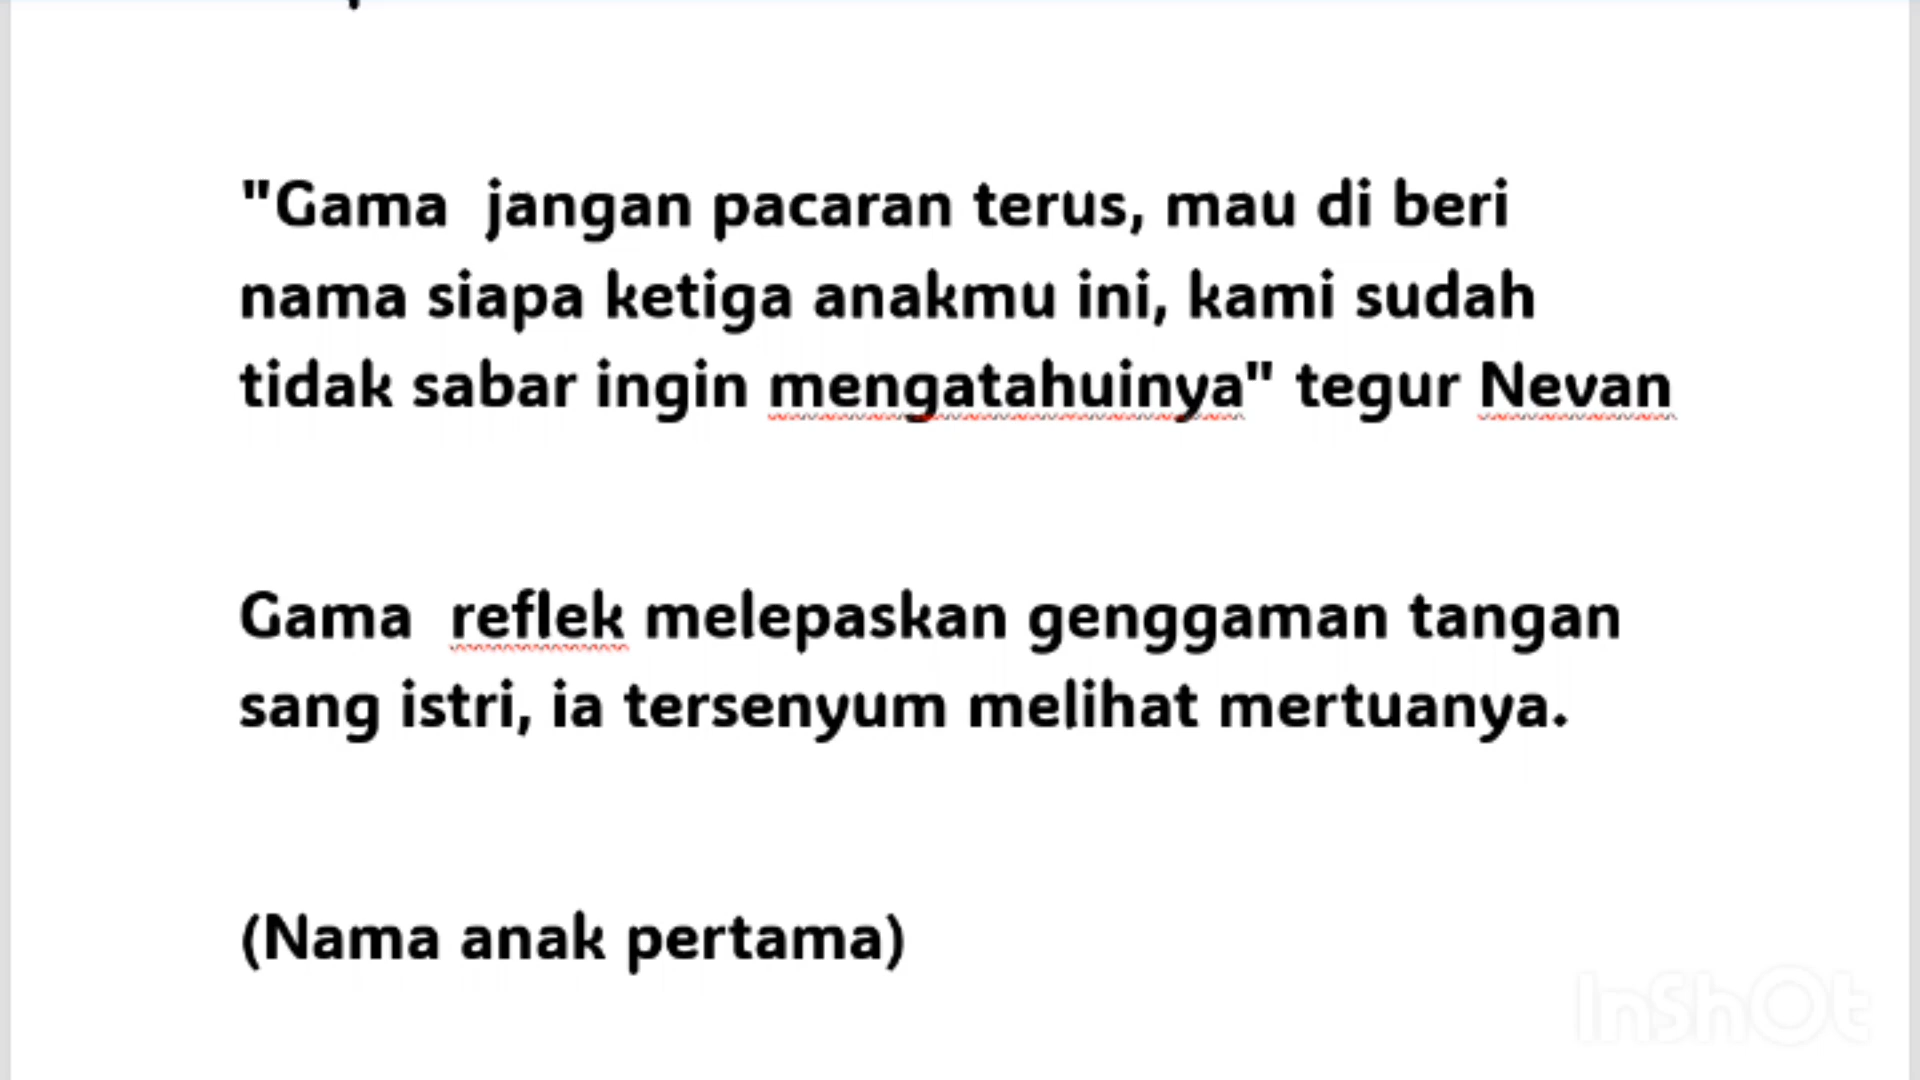 "Gama  jangan pacaran terus, mau di beri
nama siapa ketiga anakmu ini, kami sudah
tidak sabar ingin mengatahuinya" tegur Nevan
Gama  reflek melepaskan genggaman tangan
sang istri, ia tersenyum melihat mertuanya.
(Nama anak pertama)
InShOt